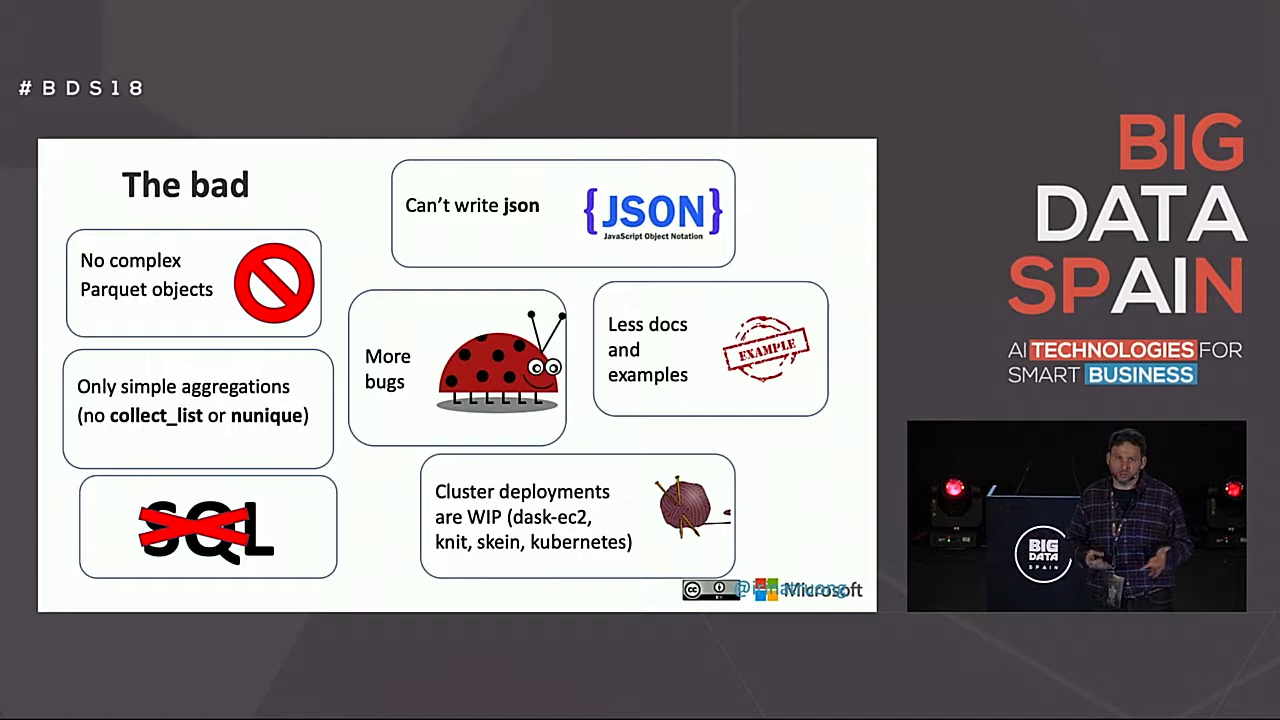 #BDS18
The bad
Can't write json
{JSON}
JavaScript Object Notation
No complex
Parquet objects
More
bugs
Less docs
and
examples
EXAMPLE
Only simple aggregations
(no collect_list or nunique)
SQL
Cluster deployments
are WIP (dask-ec2,
knit, skein, kubernetes)
cc
BY
Microsoft
BIG
DATA
SPAIN
AI TECHNOLOGIES FOR
SMART BUSINESS
BIG
DATA
SPAIN